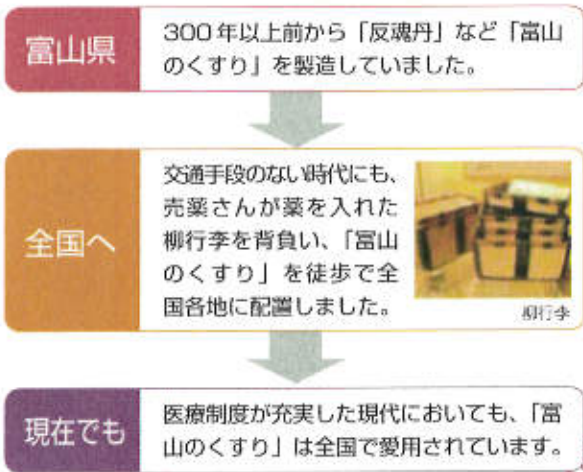 富山県
300年以上前から「反魂丹」など「富山
のくすり」を製造していました。
全国へ
交通手段のない時代にも、
売薬さんが薬を入れた
柳行李を背負い、「富山
のくすり」を徒歩で全
国各地に配置しました。
柳行李
現在でも
医療制度が充実した現代においても、「富
山のくすり」は全国で愛用されています。